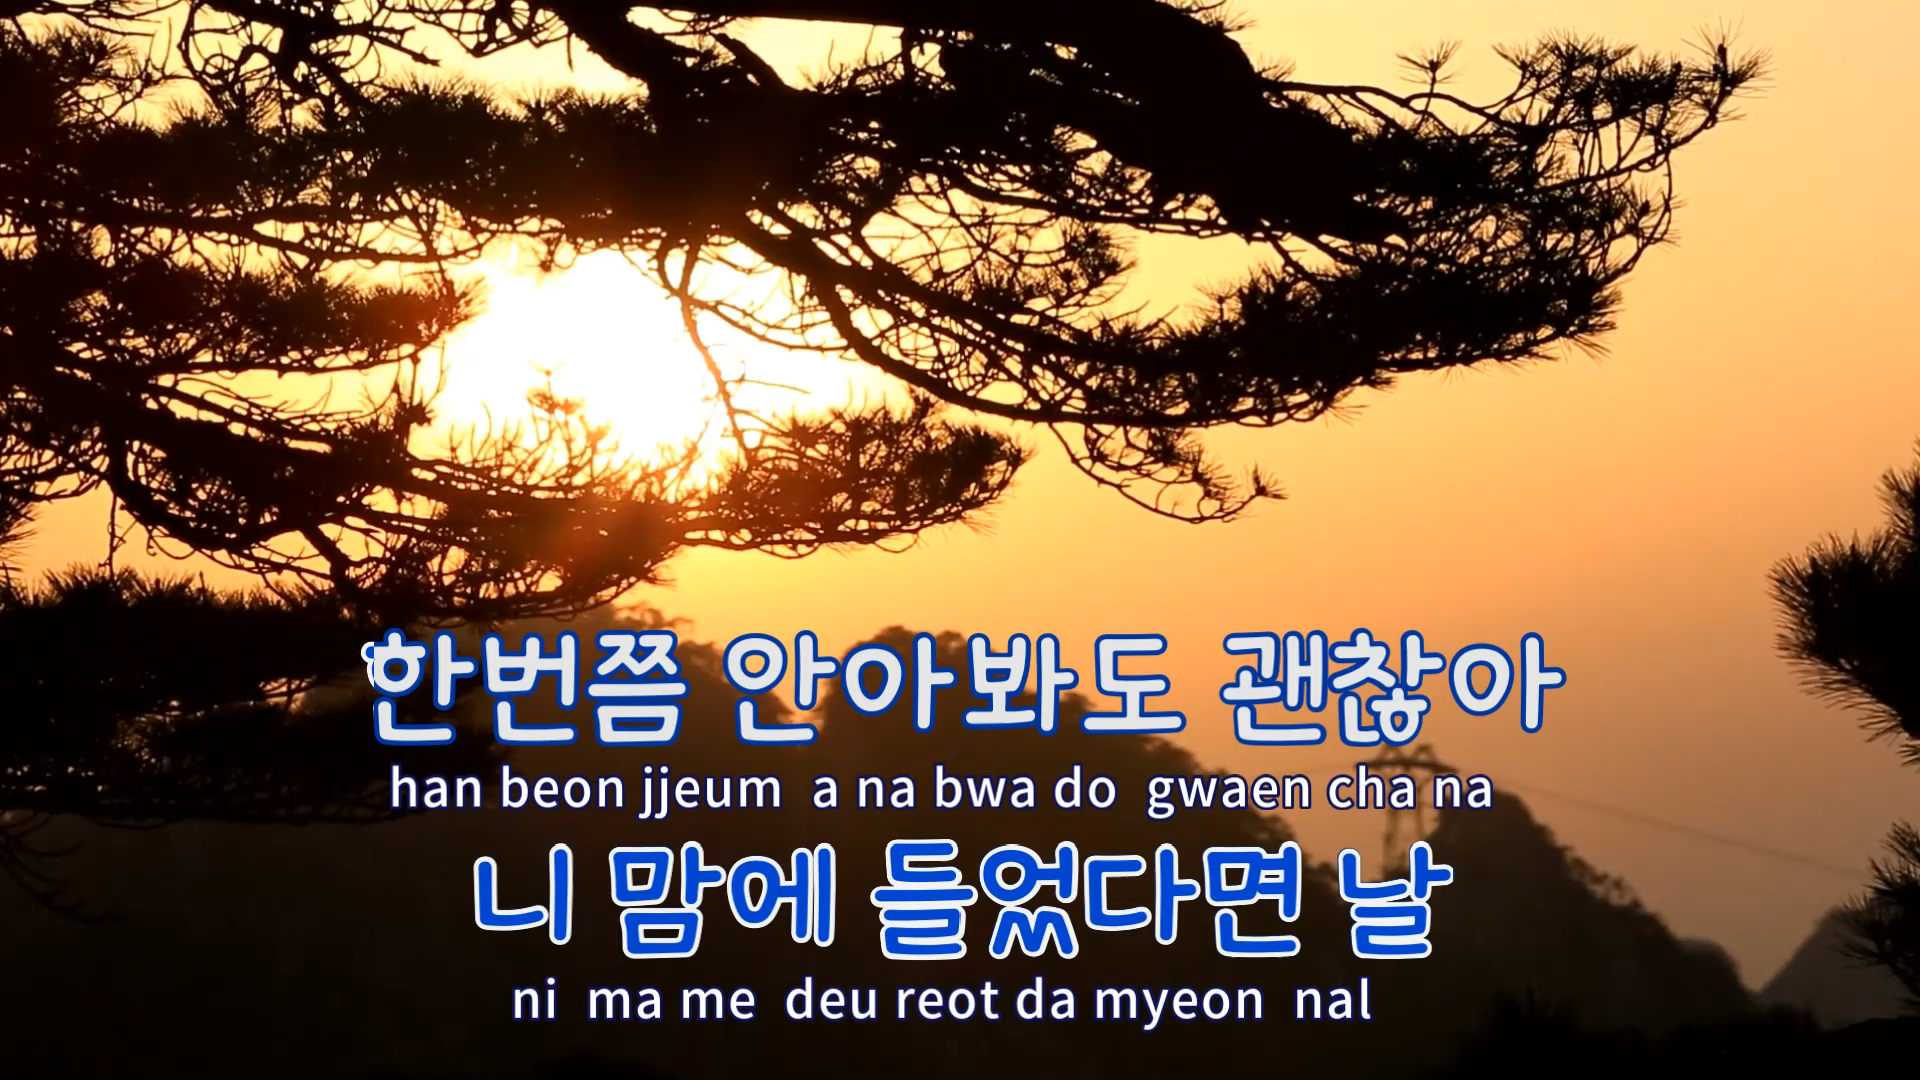 한번쯤 안아봐도 괜찮아
han beon jjeum a na bwa do gwaen cha na
니 맘에 들었다면 날
ni ma me deu reot da myeon nal